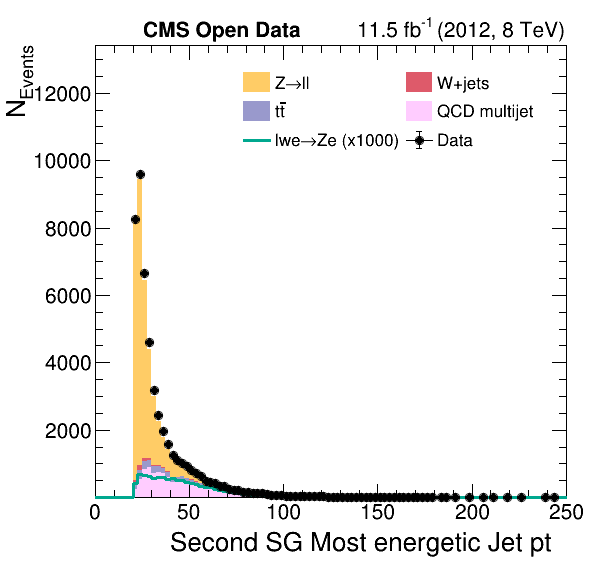 CMS Open Data 11.5 fb-1 (2012, 8 TeV)
NEvents
Z→ll W+jets
tt̄ QCD multijet
lwe→Ze (x1000) Data
12000
10000
8000
6000
4000
2000
0 50 100 150 200 250
Second SG Most energetic Jet pt